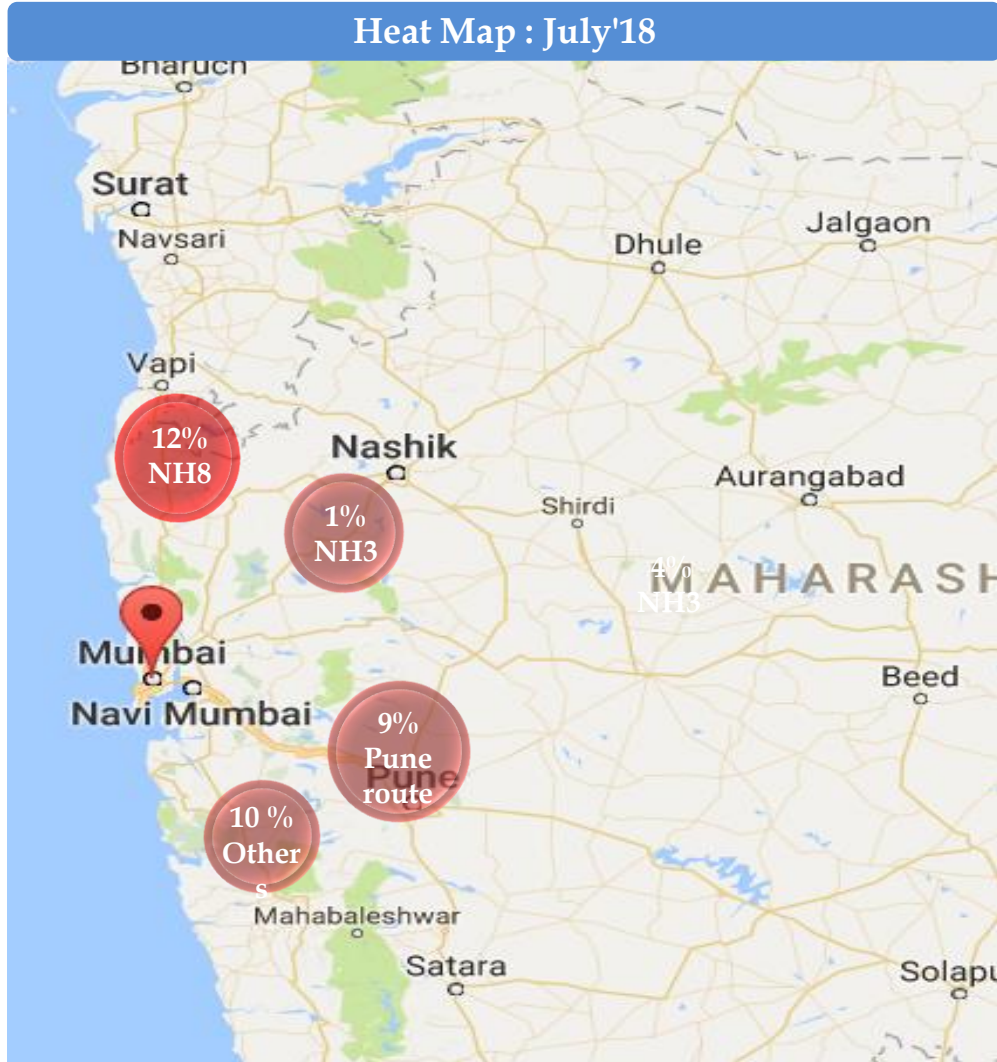 Heat Map : July'18
Bharuch
Surat
Navsari
Dhule
Jalgaon
Vapi
12%
NH8
Nashik
1%
NH3
Shirdi
Aurangabad
4%
NH3
MAHARASH
Mumbai
Navi Mumbai
Beed
9%
Pune
route
Pune
10 %
Other
s
Mahabaleshwar
Satara
Solapu